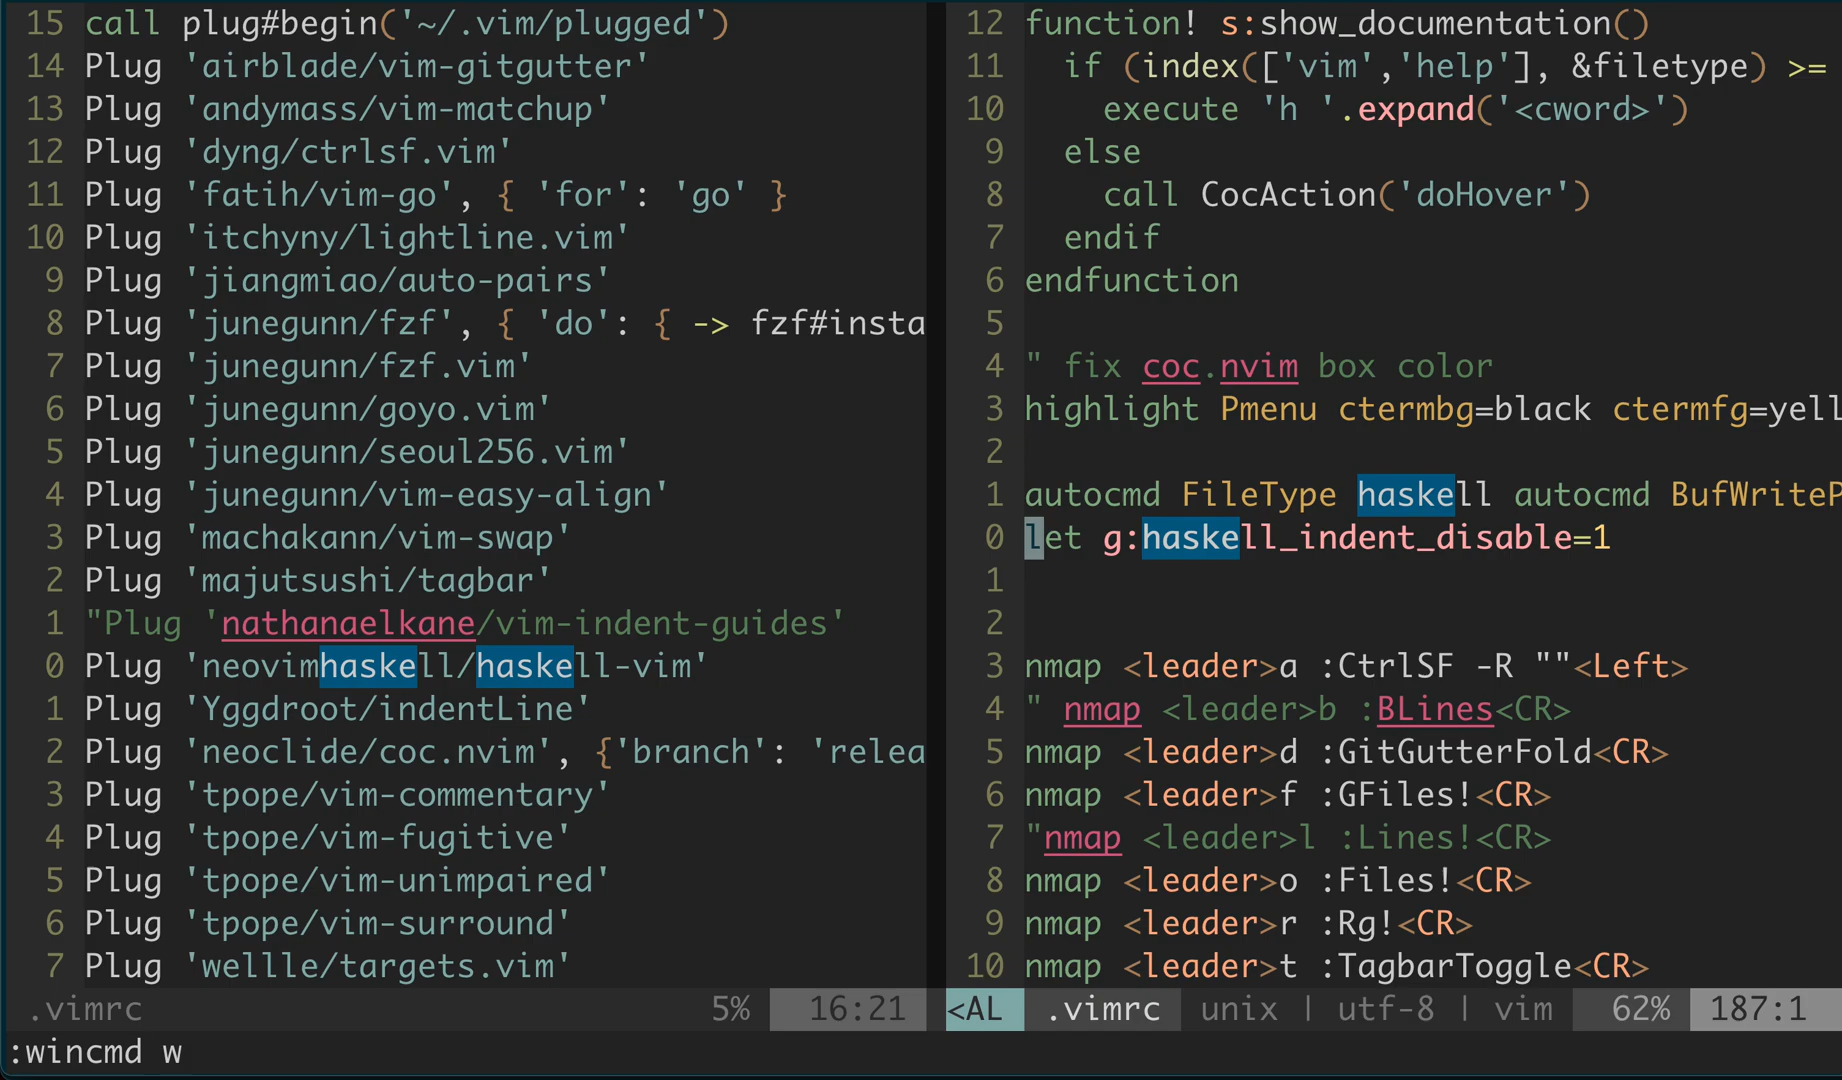 15 call plug#begin('~/.vim/plugged')
14 Plug 'airblade/vim-gitgutter'
13 Plug 'andymass/vim-matchup'
12 Plug 'dyng/ctrlsf.vim'
11 Plug 'fatih/vim-go', { 'for': 'go' }
10 Plug 'itchyny/lightline.vim'
9 Plug 'jiangmiao/auto-pairs'
8 Plug 'junegunn/fzf', { 'do': { -> fzf#insta
7 Plug 'junegunn/fzf.vim'
6 Plug 'junegunn/goyo.vim'
5 Plug 'junegunn/seoul256.vim'
4 Plug 'junegunn/vim-easy-align'
3 Plug 'machakann/vim-swap'
2 Plug 'majutsushi/tagbar'
1 "Plug 'nathanaelkane/vim-indent-guides'
0 Plug 'neovimhaskell/haskell-vim'
1 Plug 'Yggdroot/indentLine'
2 Plug 'neoclide/coc.nvim', {'branch': 'relea
3 Plug 'tpope/vim-commentary'
4 Plug 'tpope/vim-fugitive'
5 Plug 'tpope/vim-unimpaired'
6 Plug 'tpope/vim-surround'
7 Plug 'wellle/targets.vim'
.vimrc 5% 16:21
12 function! s:show_documentation()
11   if (index(['vim','help'], &filetype) >=
10     execute 'h '.expand('<cword>')
9   else
8     call CocAction('doHover')
7   endif
6 endfunction
5
4 " fix coc.nvim box color
3 highlight Pmenu ctermbg=black ctermfg=yell
2
1 autocmd FileType haskell autocmd BufWriteP
0 let g:haskell_indent_disable=1
1
2
3 nmap <leader>a :CtrlSF -R ""<Left>
4 " nmap <leader>b :BLines<CR>
5 nmap <leader>d :GitGutterFold<CR>
6 nmap <leader>f :GFiles!<CR>
7 "nmap <leader>l :Lines!<CR>
8 nmap <leader>o :Files!<CR>
9 nmap <leader>r :Rg!<CR>
10 nmap <leader>t :TagbarToggle<CR>
<AL .vimrc unix | utf-8 | vim 62% 187:1
:wincmd w